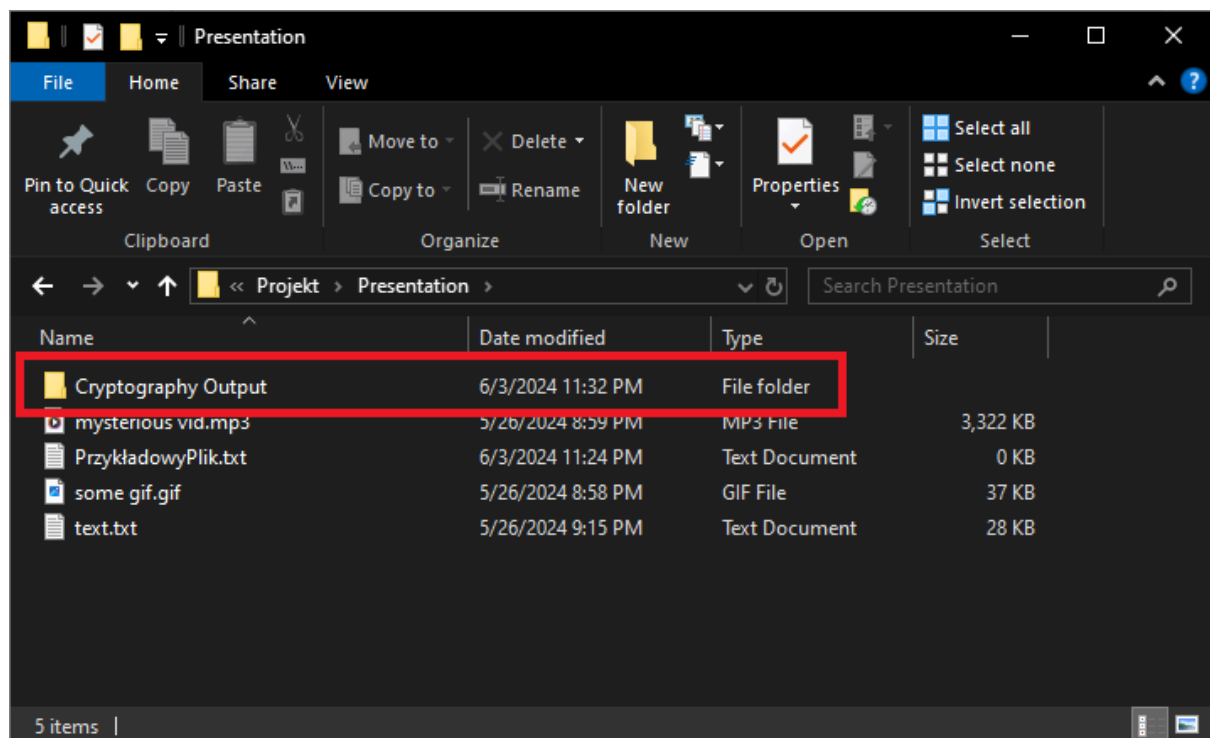 Presentation
File Home Share View
Pin to Quick access
Copy
Paste
Move to
Copy to
Delete
Rename
New folder
Properties
Select all
Select none
Invert selection
Clipboard Organize New Open Select
« Projekt > Presentation > Search Presentation
Name Date modified Type Size
Cryptography Output 6/3/2024 11:32 PM File folder
mysterious vid.mp3 5/26/2024 8:59 PM MP3 File 3,322 KB
PrzykładowyPlik.txt 6/3/2024 11:24 PM Text Document 0 KB
some gif.gif 5/26/2024 8:58 PM GIF File 37 KB
text.txt 5/26/2024 9:15 PM Text Document 28 KB
5 items